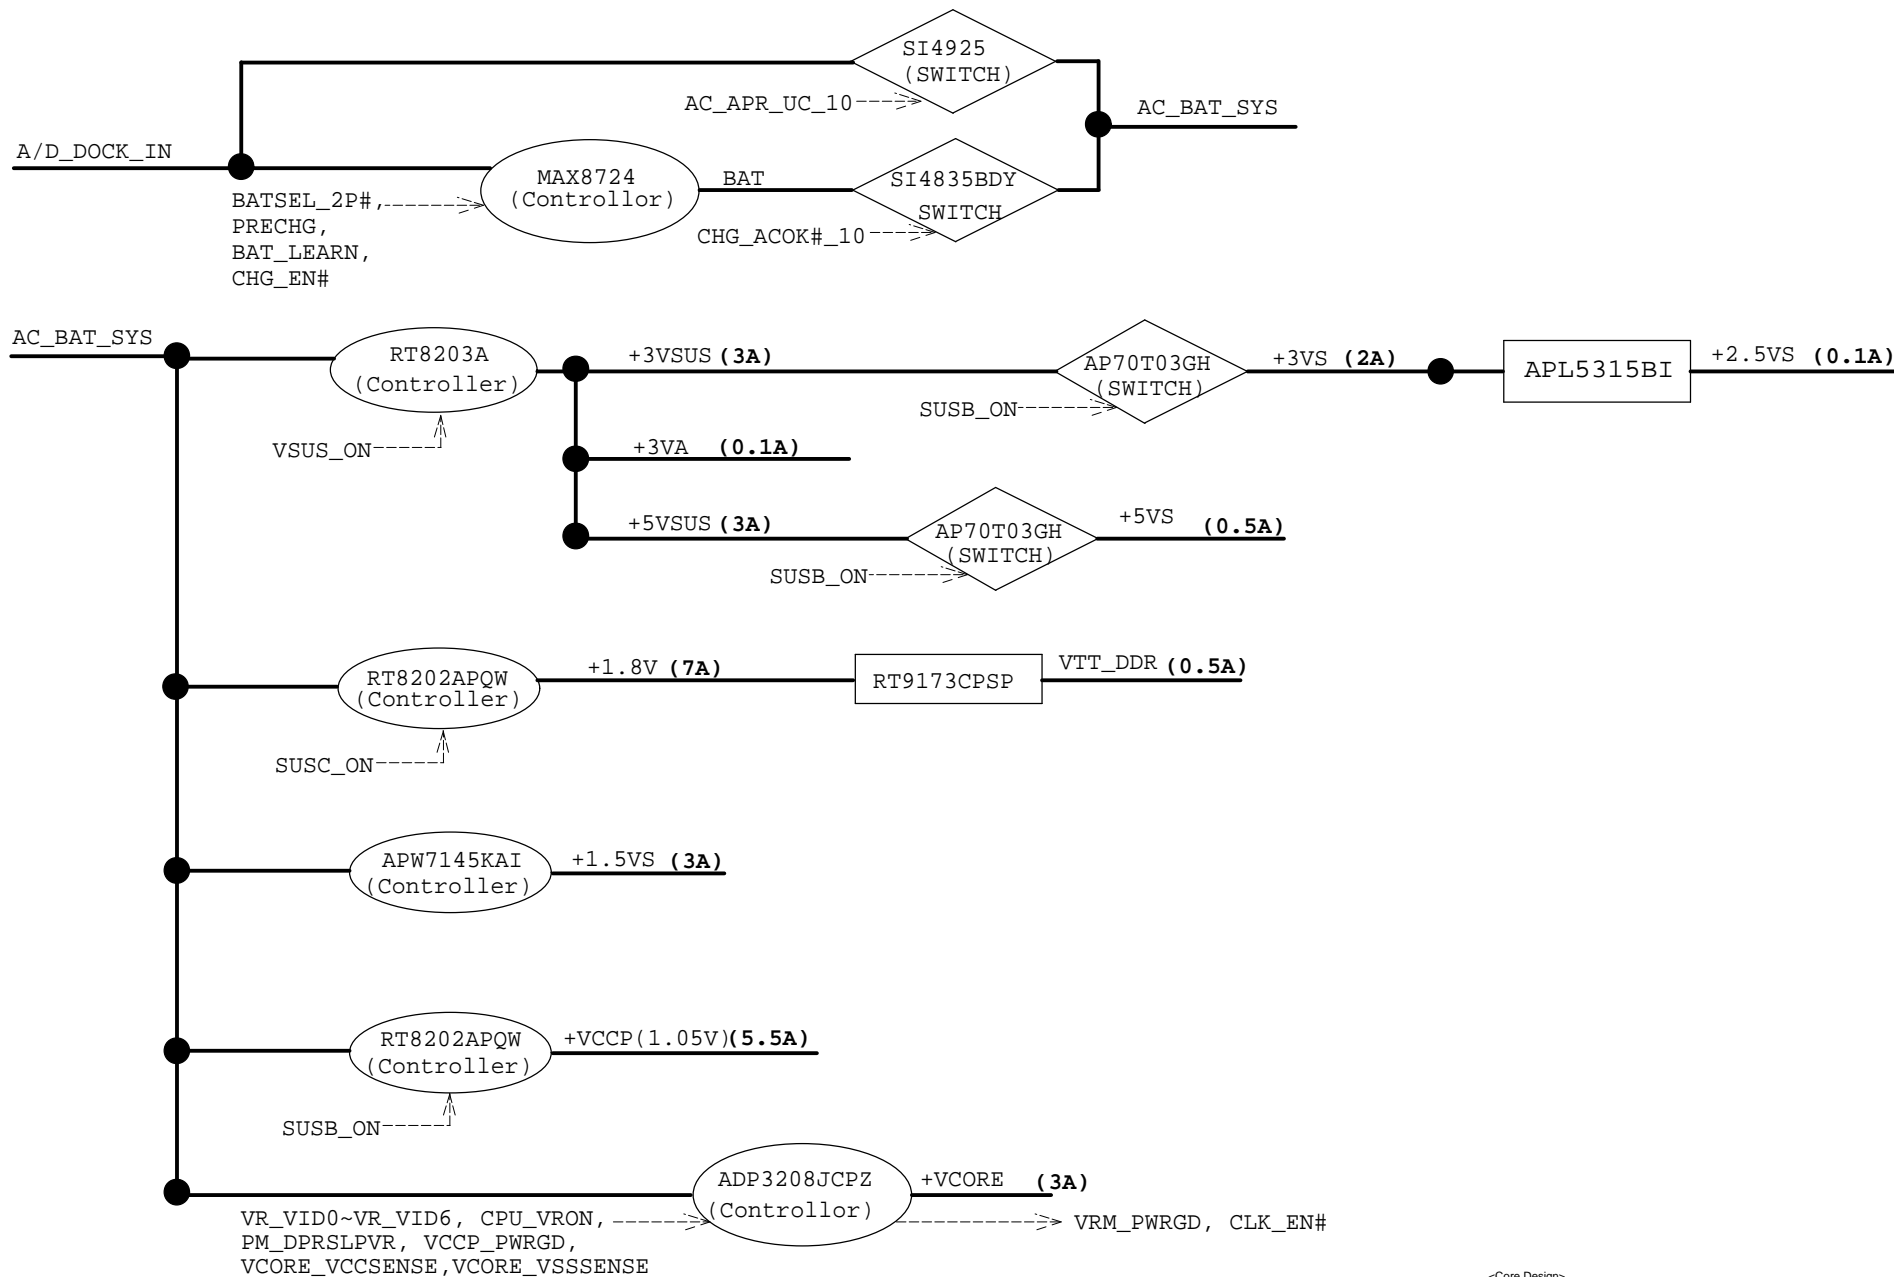 SI4925
(SWITCH)
AC_APR_UC_10
AC_BAT_SYS
A/D_DOCK_IN
MAX8724
(Controllor)
BAT
SI4835BDY
SWITCH
BATSEL_2P#,
PRECHG,
BAT_LEARN,
CHG_EN#
CHG_ACOK#_10
AC_BAT_SYS
RT8203A
(Controller)
+3VSUS (3A)
AP70T03GH
(SWITCH)
+3VS (2A)
APL5315BI
+2.5VS (0.1A)
SUSB_ON
VSUS_ON
+3VA (0.1A)
+5VSUS (3A)
AP70T03GH
(SWITCH)
+5VS (0.5A)
SUSB_ON
RT8202APQW
(Controller)
+1.8V (7A)
RT9173CPSP
VTT_DDR (0.5A)
SUSC_ON
APW7145KAI
(Controller)
+1.5VS (3A)
RT8202APQW
(Controller)
+VCCP(1.05V)(5.5A)
SUSB_ON
ADP3208JCPZ
(Controllor)
+VCORE (3A)
VR_VID0~VR_VID6, CPU_VRON,
PM_DPRSLPVR, VCCP_PWRGD,
VCORE_VCCSENSE,VCORE_VSSSENSE
VRM_PWRGD, CLK_EN#
<Core Design>